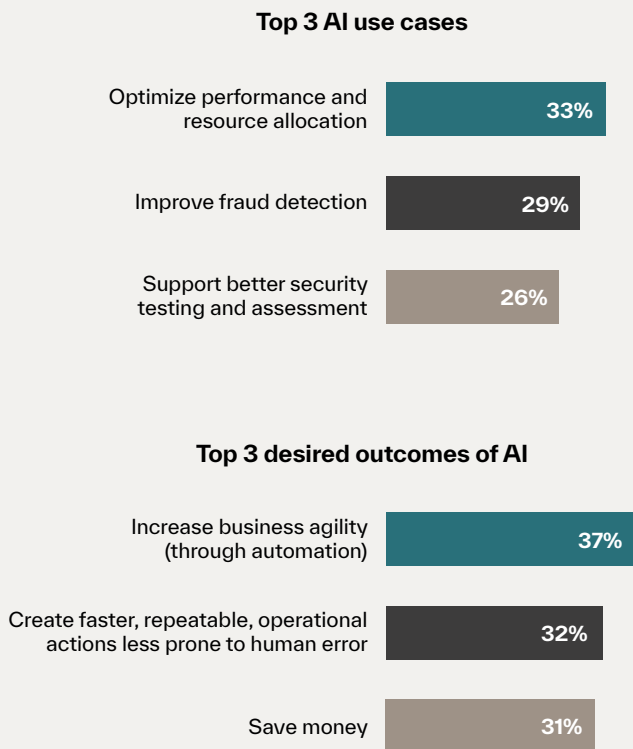 Top 3 AI use cases
Optimize performance and
resource allocation
33%
Improve fraud detection
29%
Support better security
testing and assessment
26%
Top 3 desired outcomes of AI
Increase business agility
(through automation)
37%
Create faster, repeatable, operational
actions less prone to human error
32%
Save money
31%